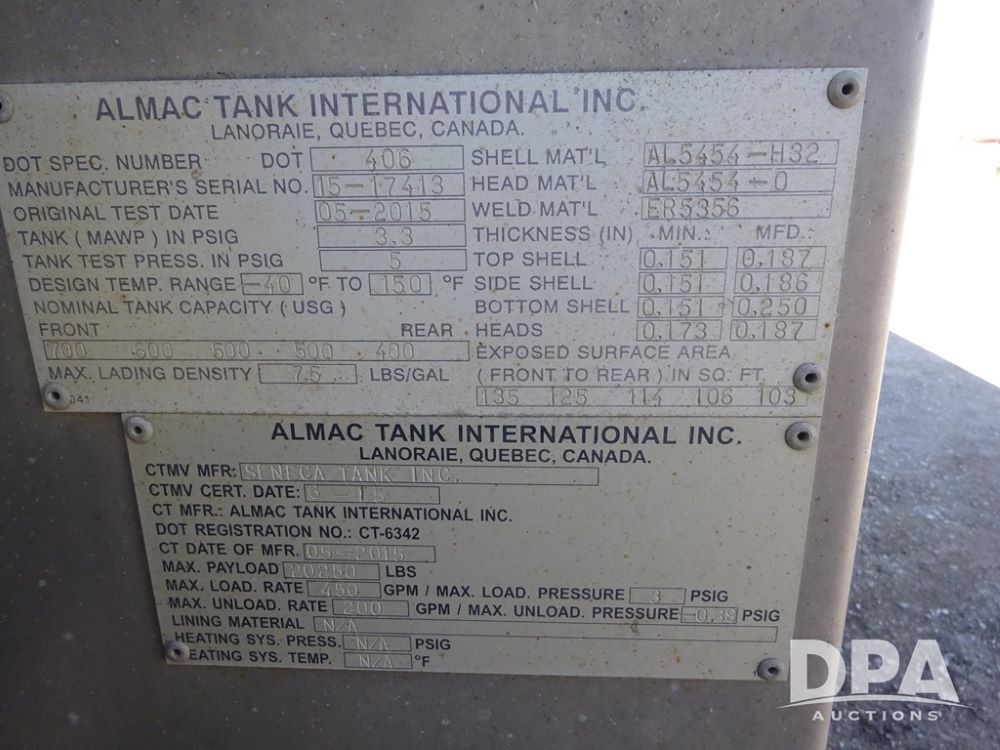 ALMAC TANK INTERNATIONAL INC.
LANORAIE, QUEBEC, CANADA.
DOT SPEC. NUMBER DOT 406
MANUFACTURER'S SERIAL NO. 15-17413
ORIGINAL TEST DATE 05-2015
TANK ( MAWP ) IN PSIG 3.3
TANK TEST PRESS. IN PSIG 5
DESIGN TEMP. RANGE -40 °F TO 150 °F
NOMINAL TANK CAPACITY ( USG )
FRONT REAR
700 600 500 500 400
MAX. LADING DENSITY 7.5 LBS/GAL
041
SHELL MAT'L AL5454-H32
HEAD MAT'L AL5454-0
WELD MAT'L ER5356
THICKNESS (IN) MIN.: MFD.:
TOP SHELL 0.151 0.187
SIDE SHELL 0.151 0.186
BOTTOM SHELL 0.151 0.250
HEADS 0.173 0.187
EXPOSED SURFACE AREA
( FRONT TO REAR ) IN SQ. FT.
135 125 114 106 103
ALMAC TANK INTERNATIONAL INC.
LANORAIE, QUEBEC, CANADA.
CTMV MFR: SENECA TANK INC.
CTMV CERT. DATE: 6-15
CT MFR.: ALMAC TANK INTERNATIONAL INC.
DOT REGISTRATION NO.: CT-6342
CT DATE OF MFR. 05-2015
MAX. PAYLOAD 20250 LBS
MAX. LOAD. RATE 450 GPM / MAX. LOAD. PRESSURE 3 PSIG
MAX. UNLOAD. RATE 200 GPM / MAX. UNLOAD. PRESSURE -0.38 PSIG
LINING MATERIAL N/A
HEATING SYS. PRESS. N/A PSIG
HEATING SYS. TEMP. N/A °F
DPA
AUCTIONS